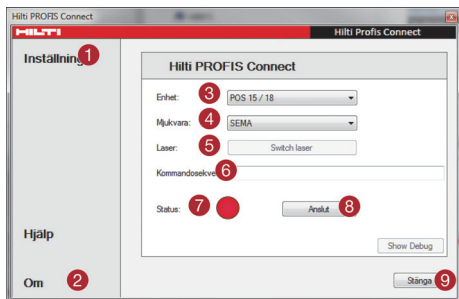 Hilti PROFIS Connect
HILTI
Hilti Profis Connect
Inställning 1
Hilti PROFIS Connect
Enhet: 3 POS 15 / 18
Mjukvara: 4 SEMA
Laser: 5 Switch laser
Kommandosekve 6
Status: 7 Anslut 8
Hjälp
Show Debug
Om 2
Stänga 9